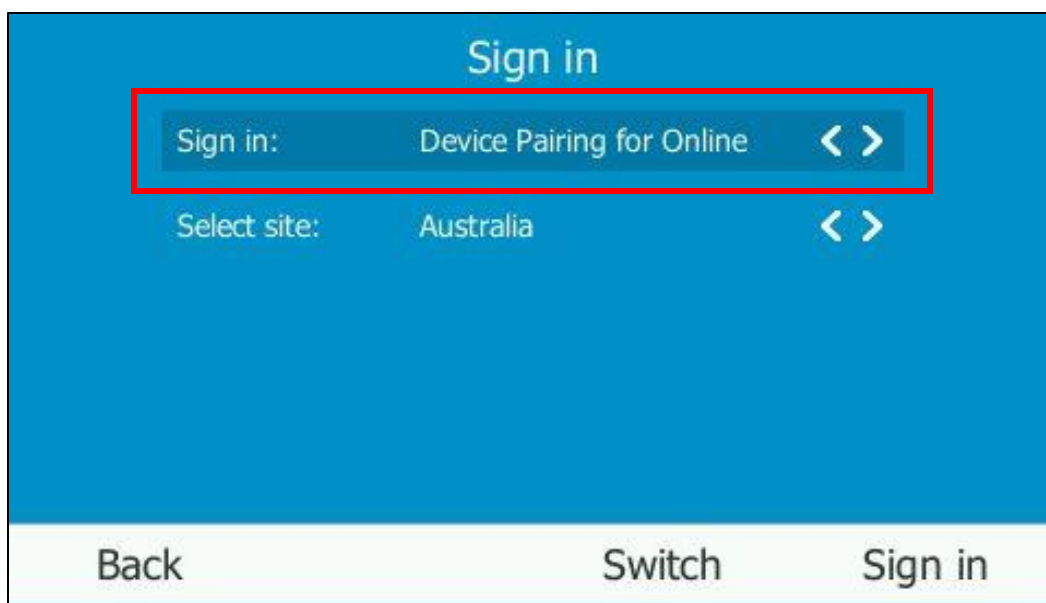 Sign in
Sign in: Device Pairing for Online
Select site: Australia
Back Switch Sign in